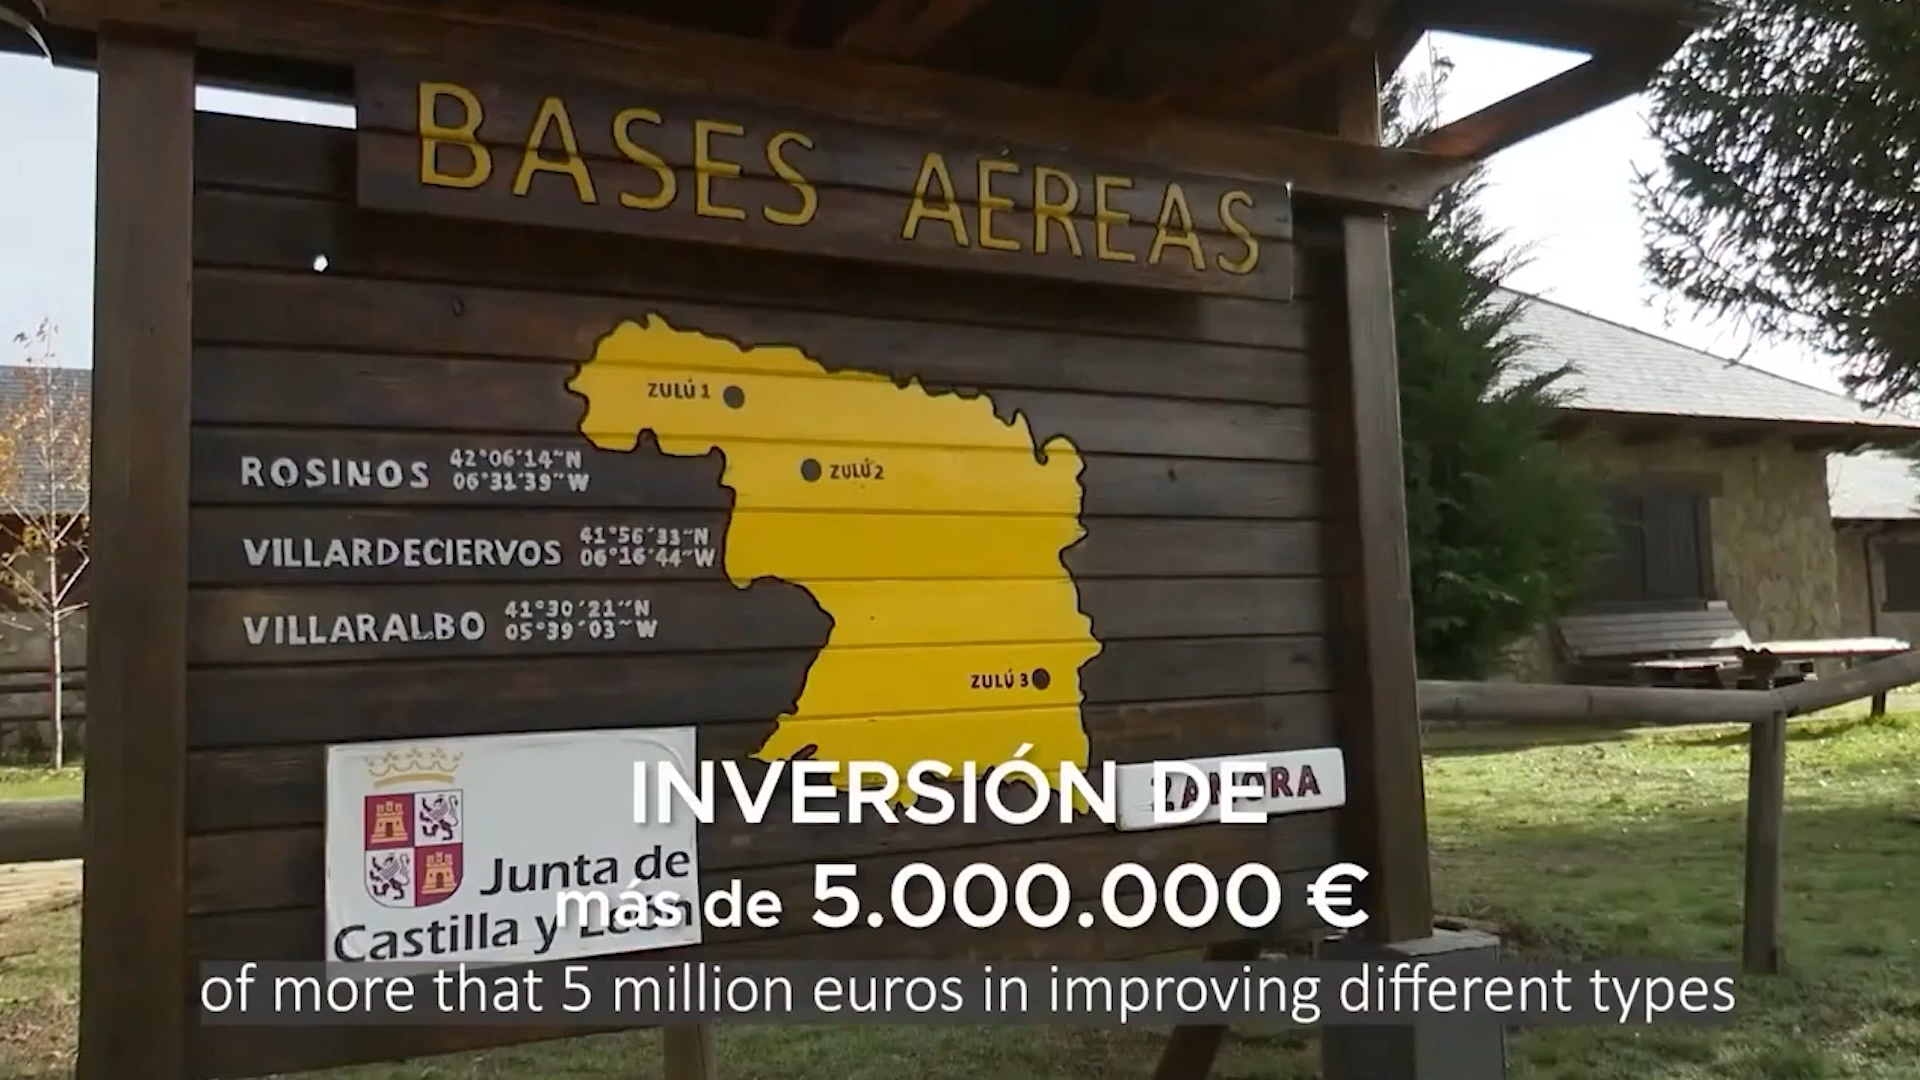 BASES AÉREAS
ZULÚ 1
ZULÚ 2
ROSINOS 42°06´14˝N
06°31´39˝W
VILLARDECIERVOS 41°56´33˝N
06°16´44˝W
VILLARALBO 41°30´21˝N
05°39´03˝W
ZULÚ 3
ZAMORA
Junta de
Castilla y León
INVERSIÓN DE
más de 5.000.000 €
of more that 5 million euros in improving different types